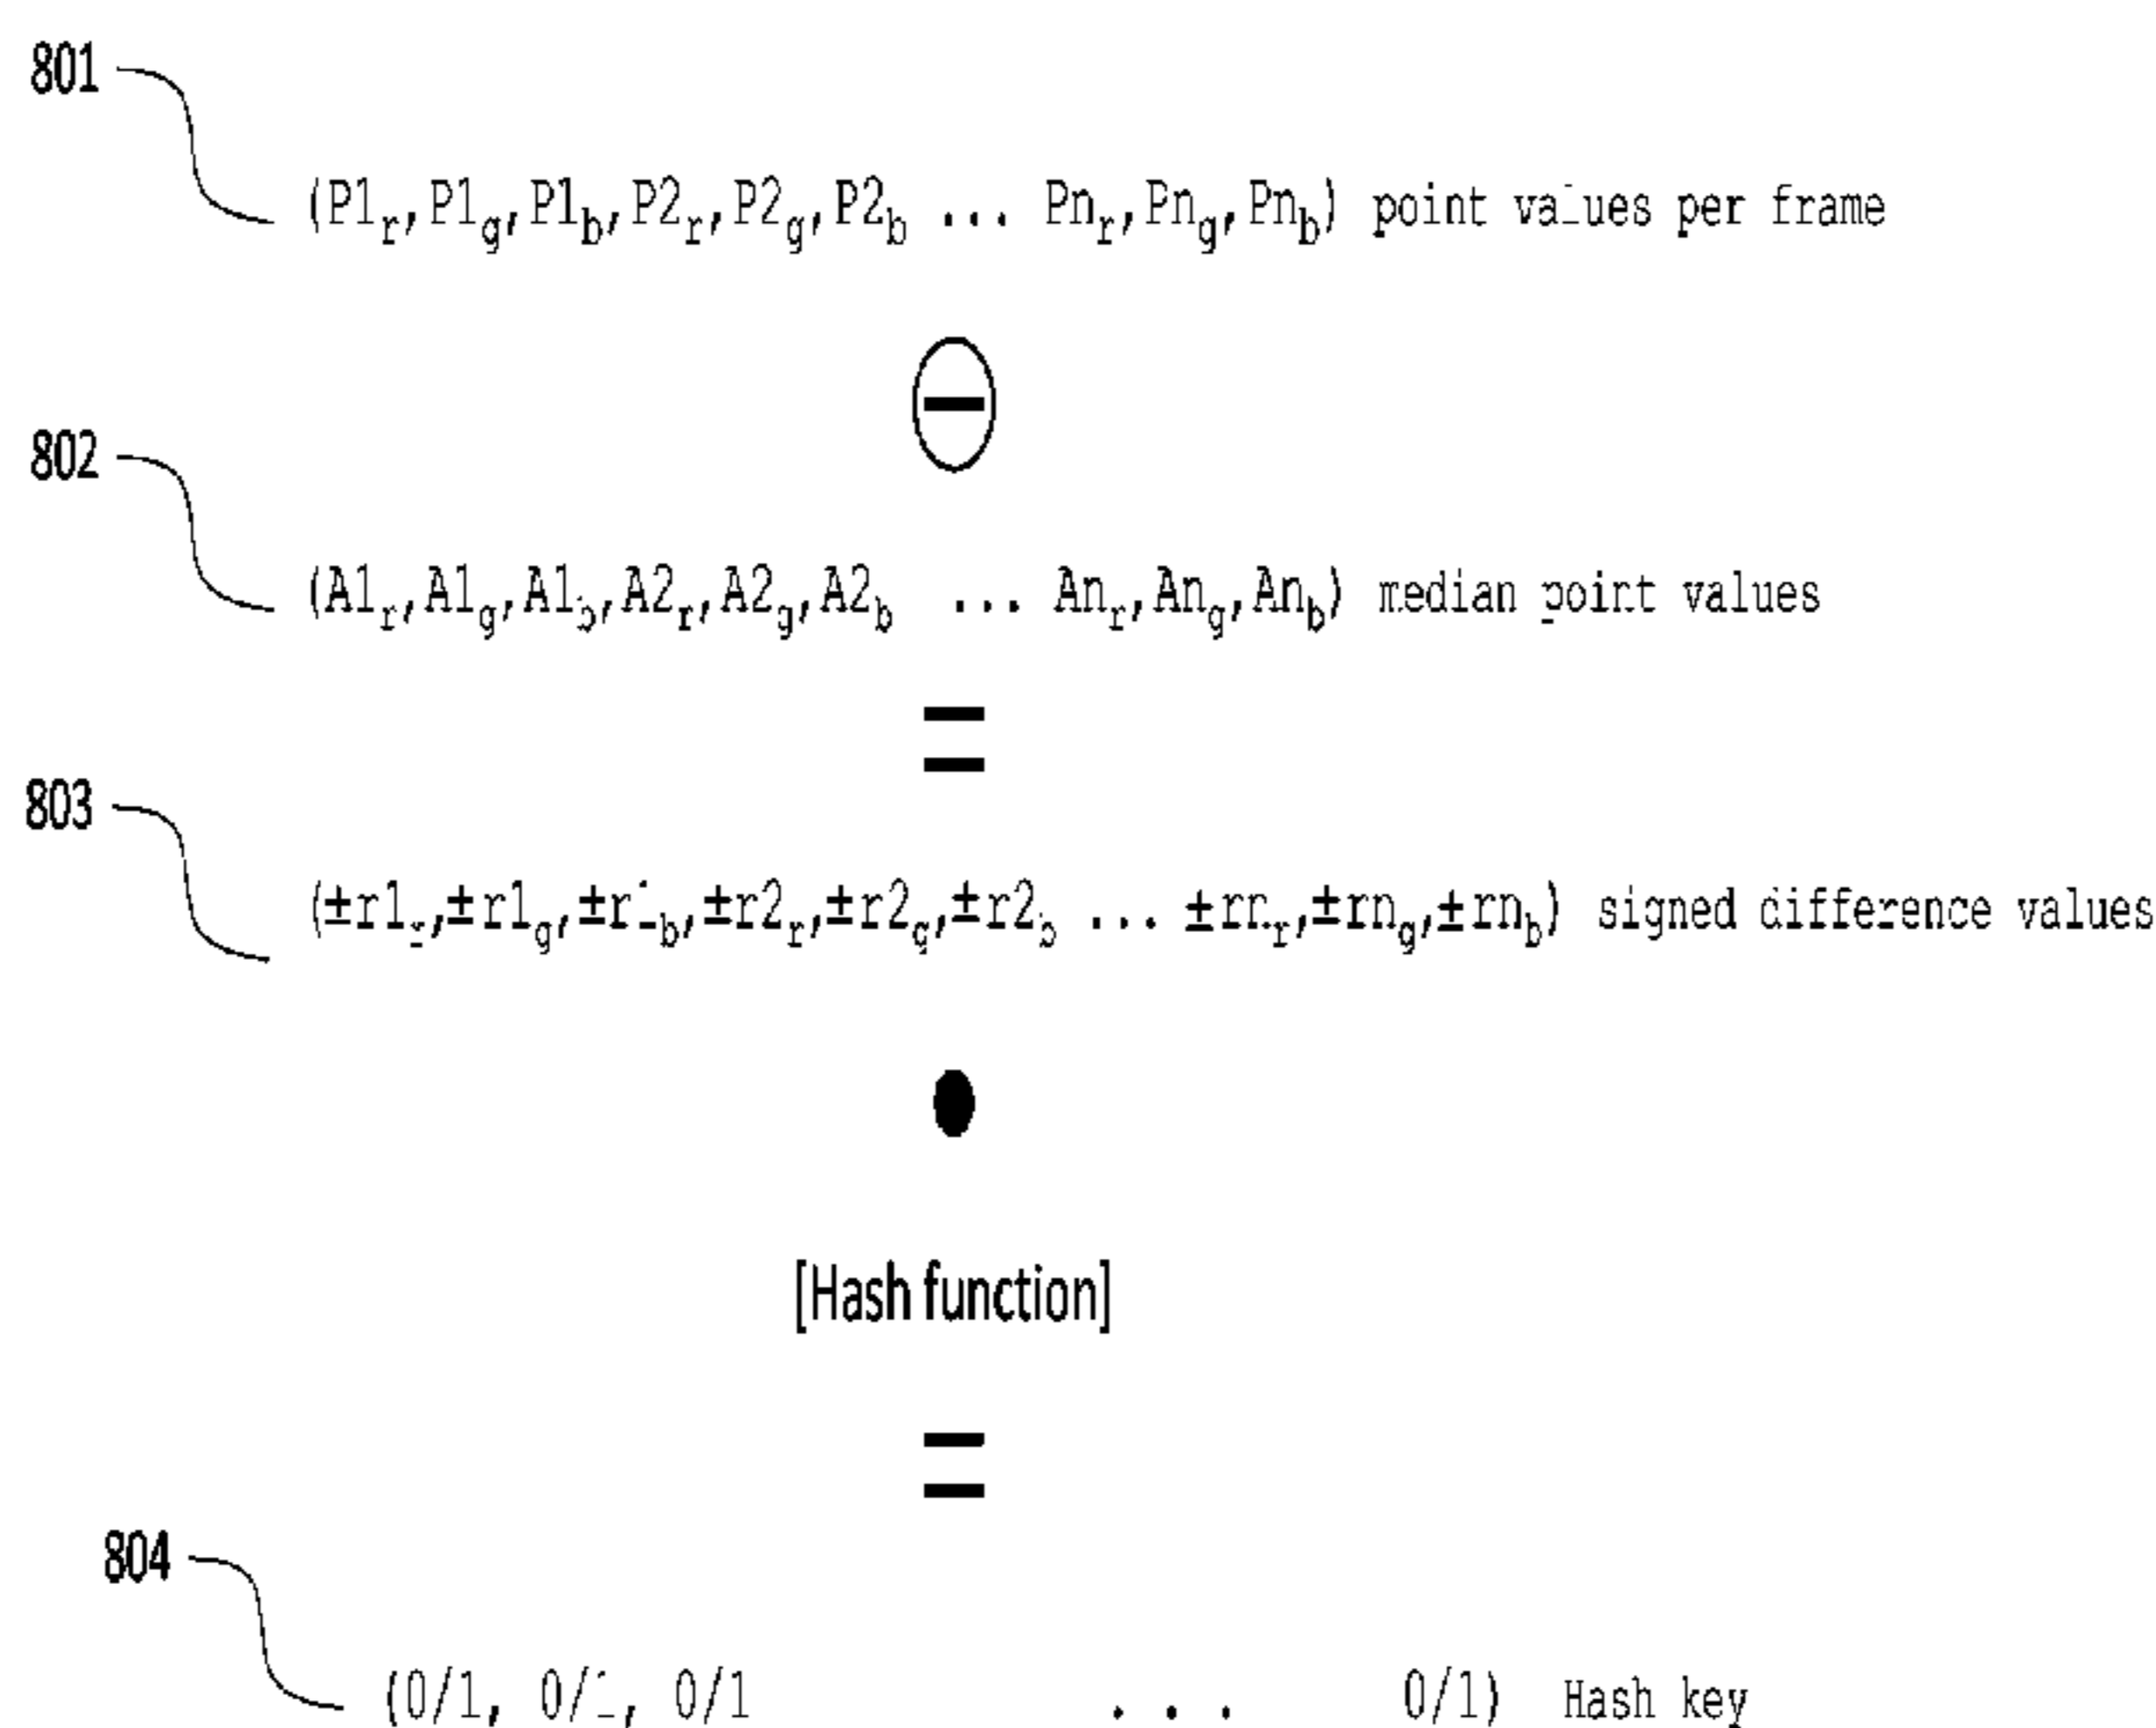 801
(P1r,P1g,P1b,P2r,P2g,P2b ... Pnr,Png,Pnb) point values per frame
−
802
(A1r,A1g,A1b,A2r,A2g,A2b ... Anr,Ang,Anb) median point values
=
803
(±r1r,±r1g,±r1b,±r2r,±r2g,±r2b ... ±rnr,±rng,±rnb) signed difference values
•
[Hash function]
=
804
(0/1, 0/1, 0/1 ... 0/1) Hash key